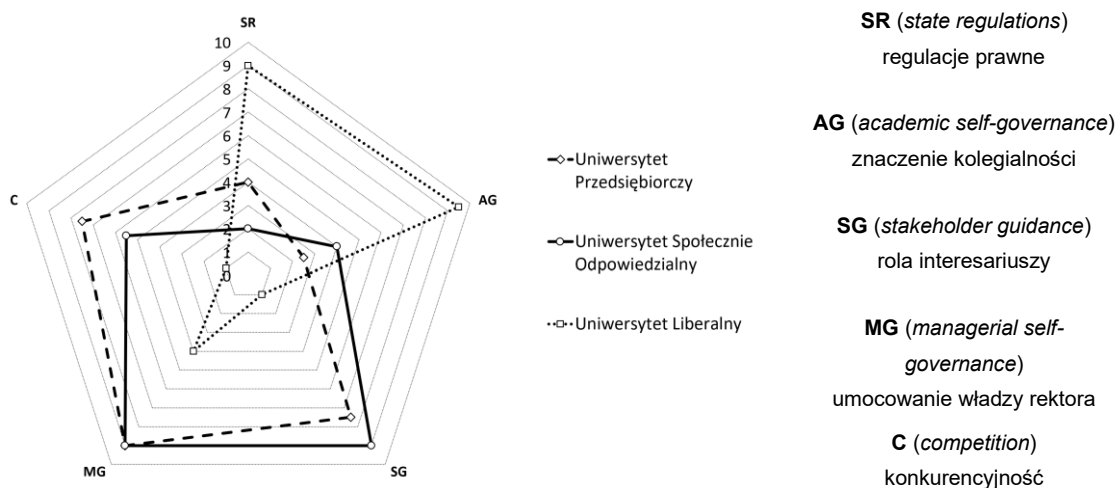 SR
10
9
8
7
6
5
4
3
2
1
0
C
AG
MG
SG
Uniwersytet
Przedsiębiorczy
Uniwersytet Społecznie
Odpowiedzialny
Uniwersytet Liberalny
SR (state regulations)
regulacje prawne
AG (academic self-governance)
znaczenie kolegialności
SG (stakeholder guidance)
rola interesariuszy
MG (managerial self-
governance)
umocowanie władzy rektora
C (competition)
konkurencyjność